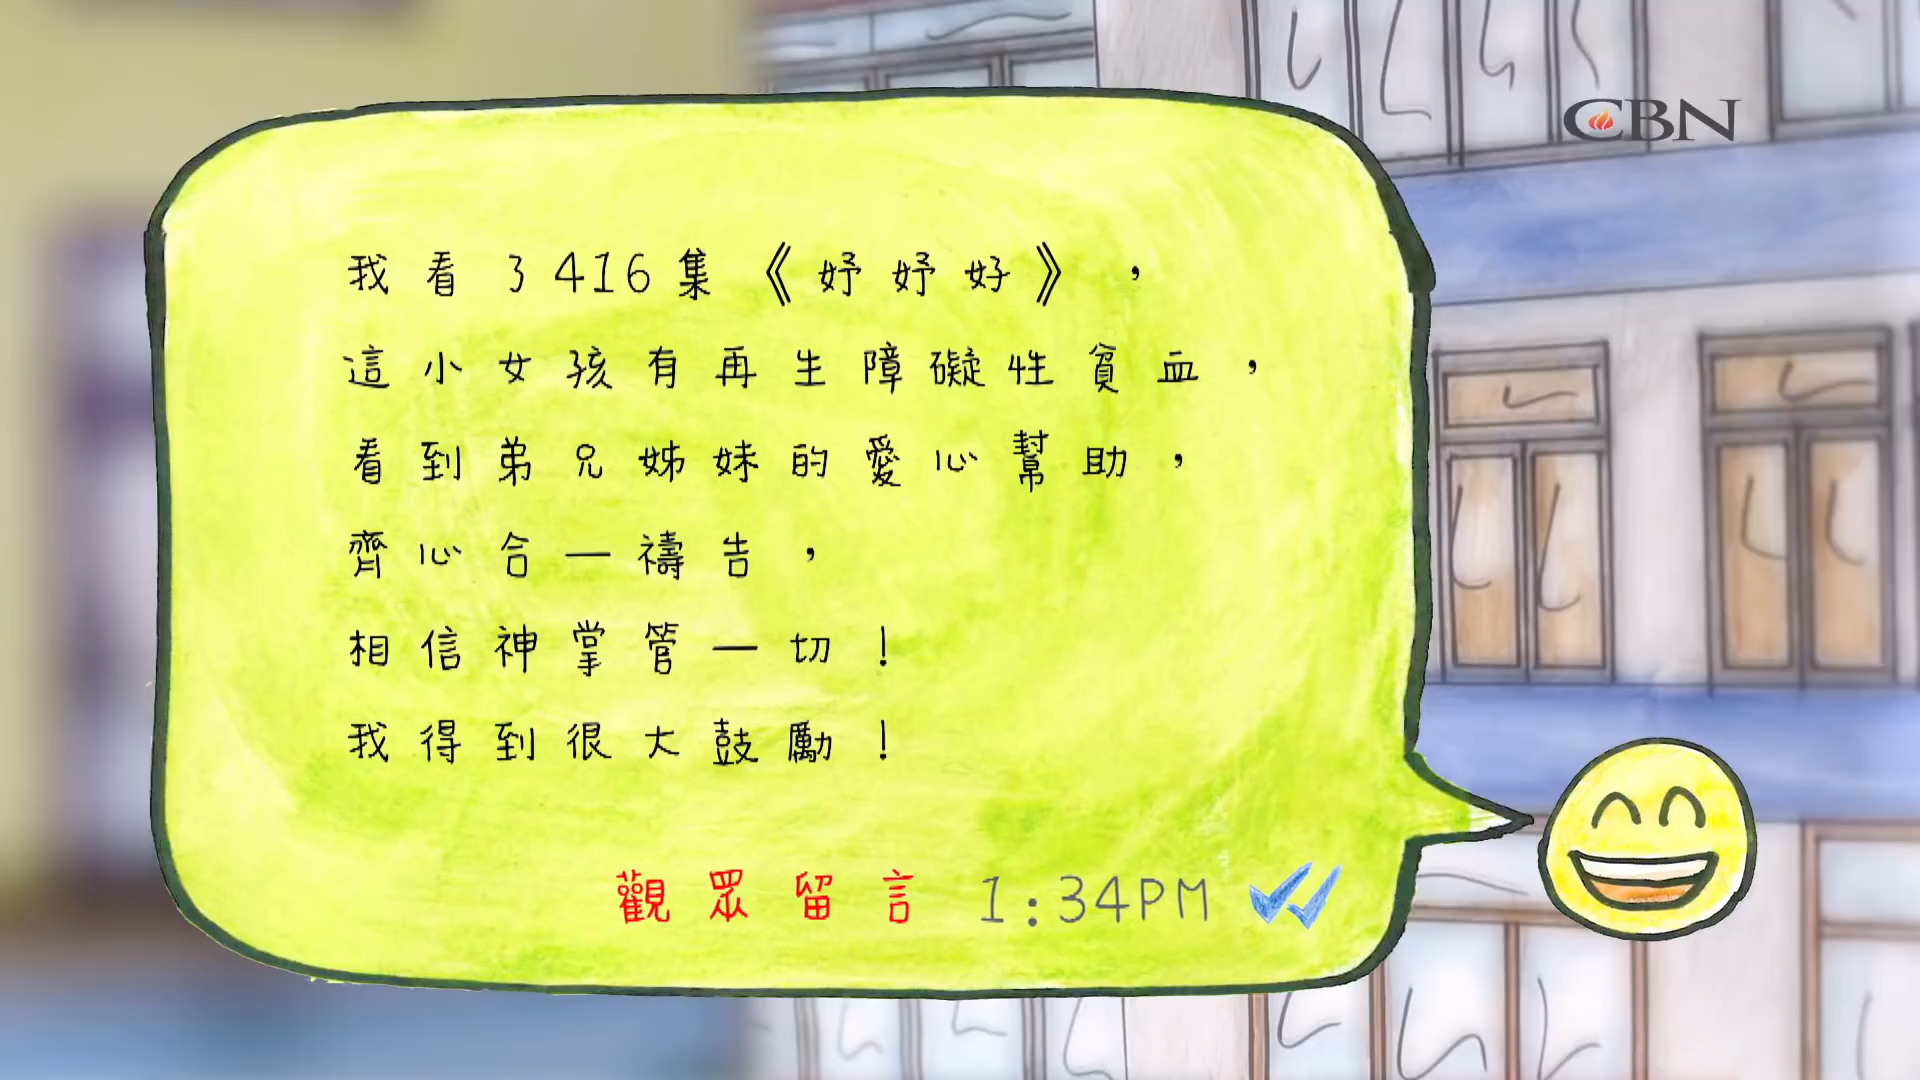 CBN
我看3416集《妤妤好》，
這小女孩有再生障礙性貧血，
看到弟兄姊妹的愛心幫助，
齊心合一禱告，
相信神掌管一切！
我得到很大鼓勵！
觀眾留言 1:34PM